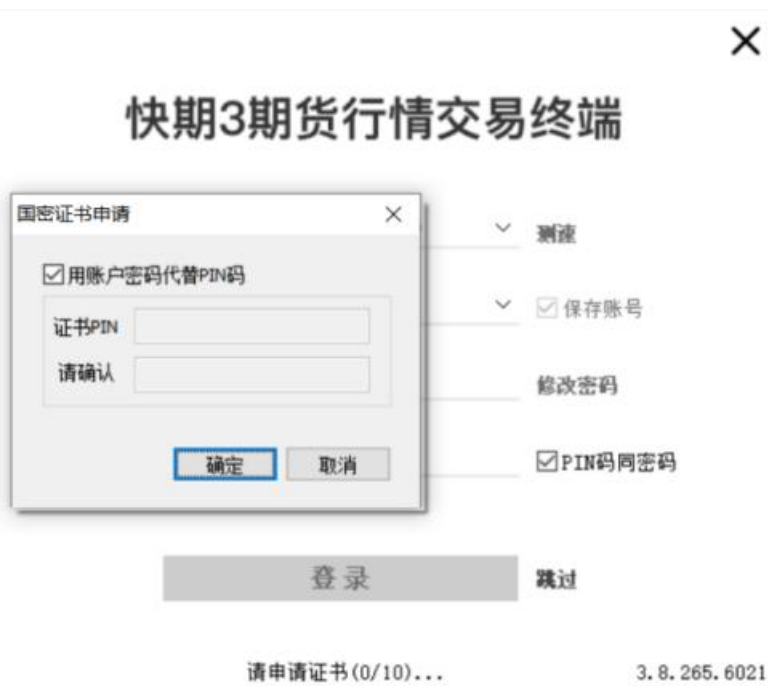 快期3期货行情交易终端
国密证书申请
测速
用账户密码代替PIN码
保存账号
证书PIN
请确认
修改密码
确定 取消
PIN码同密码
登录 跳过
请申请证书(0/10)... 3.8.265.6021